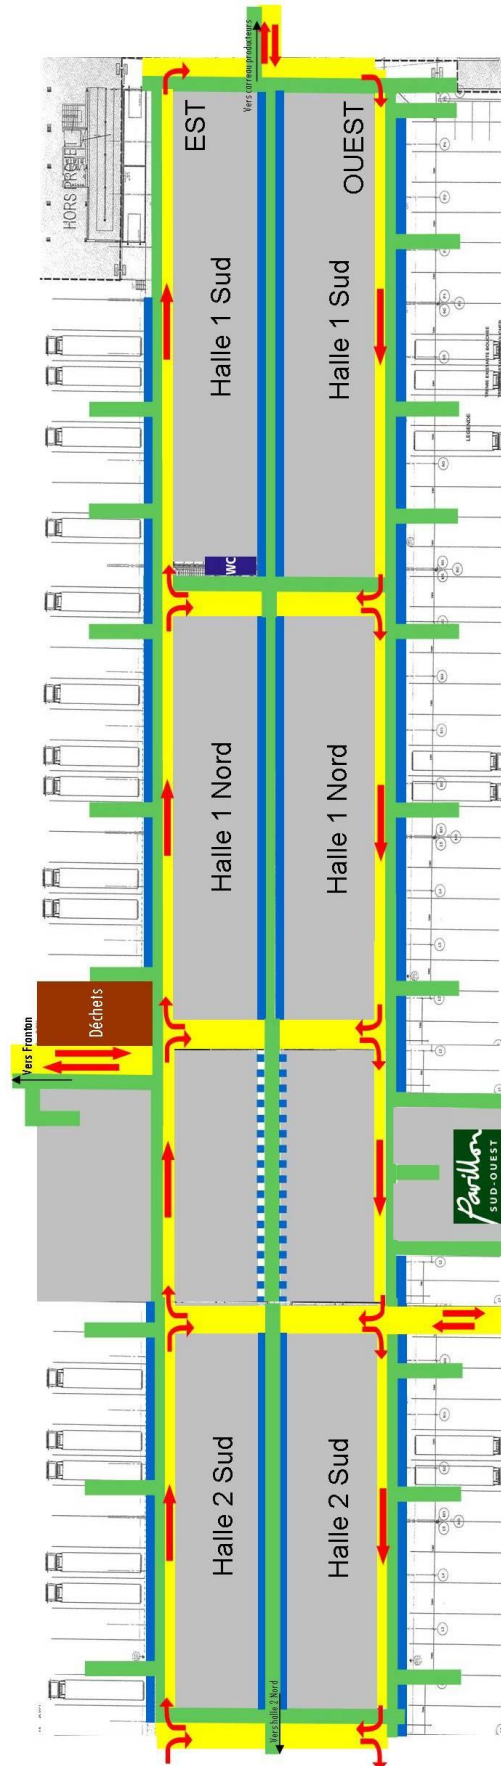 Vers carreau producteurs
EST
OUEST
HORS PROJET
Halle 1 Sud
Halle 1 Sud
LEGENDE
WC
Halle 1 Nord
Halle 1 Nord
Déchets
Vers Fronton
Pavillon
SUD-OUEST
Halle 2 Sud
Halle 2 Sud
Vers halle 2 Nord